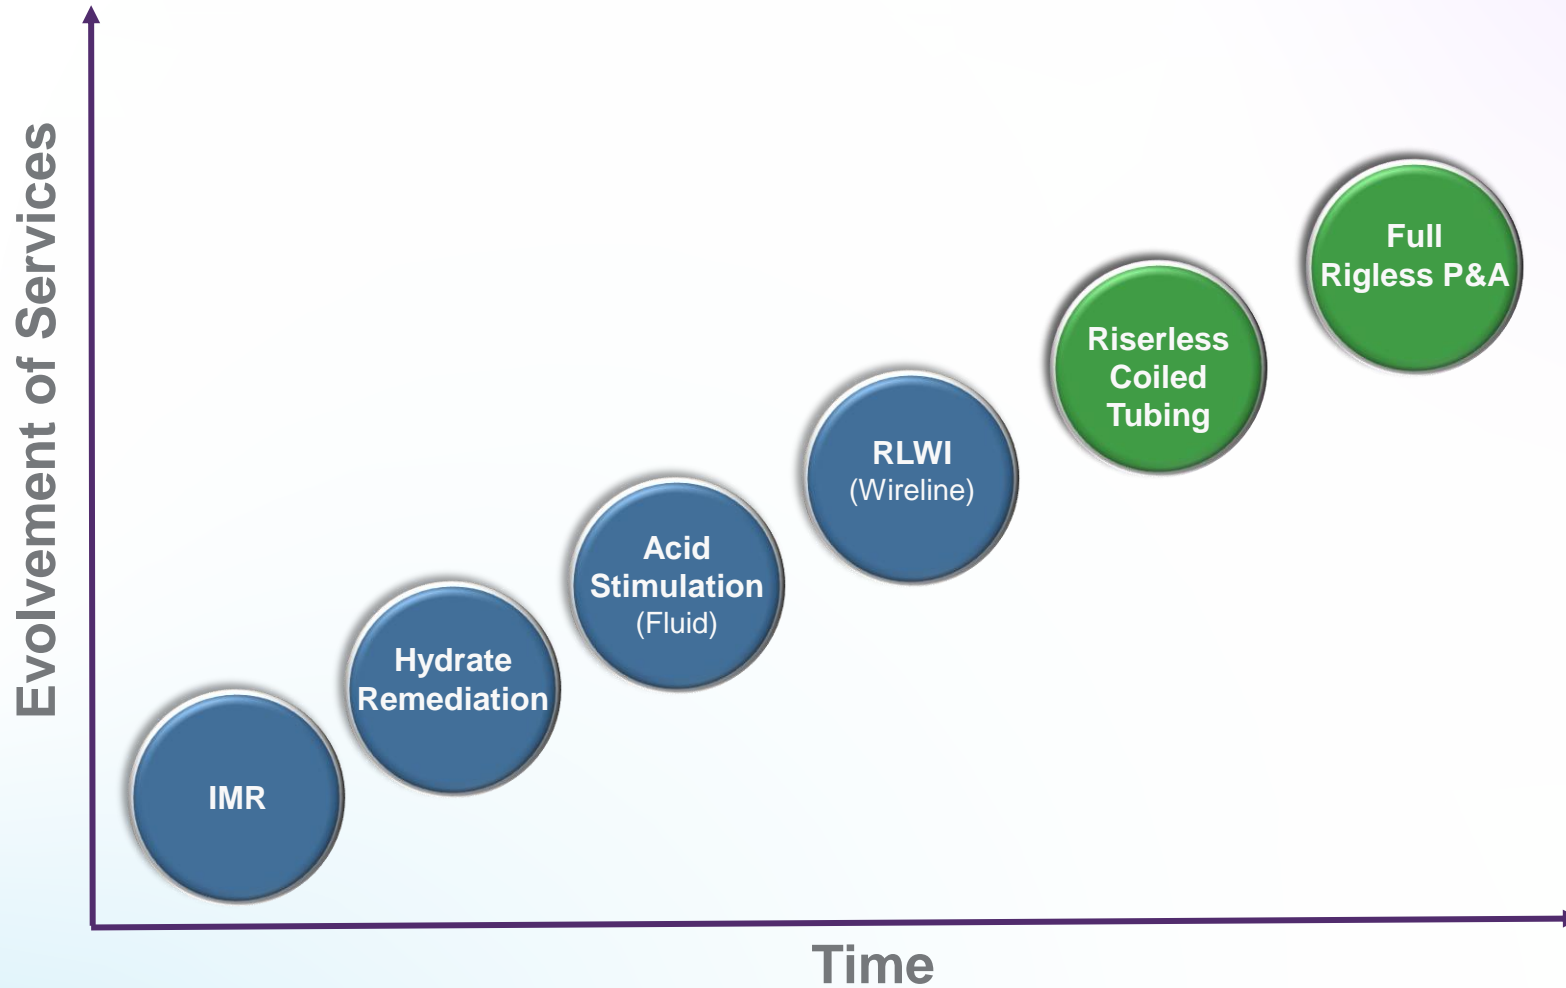 Evolvement of Services
Full
Rigless P&A
Riserless
Coiled
Tubing
RLWI
(Wireline)
Acid
Stimulation
(Fluid)
Hydrate
Remediation
IMR
Time